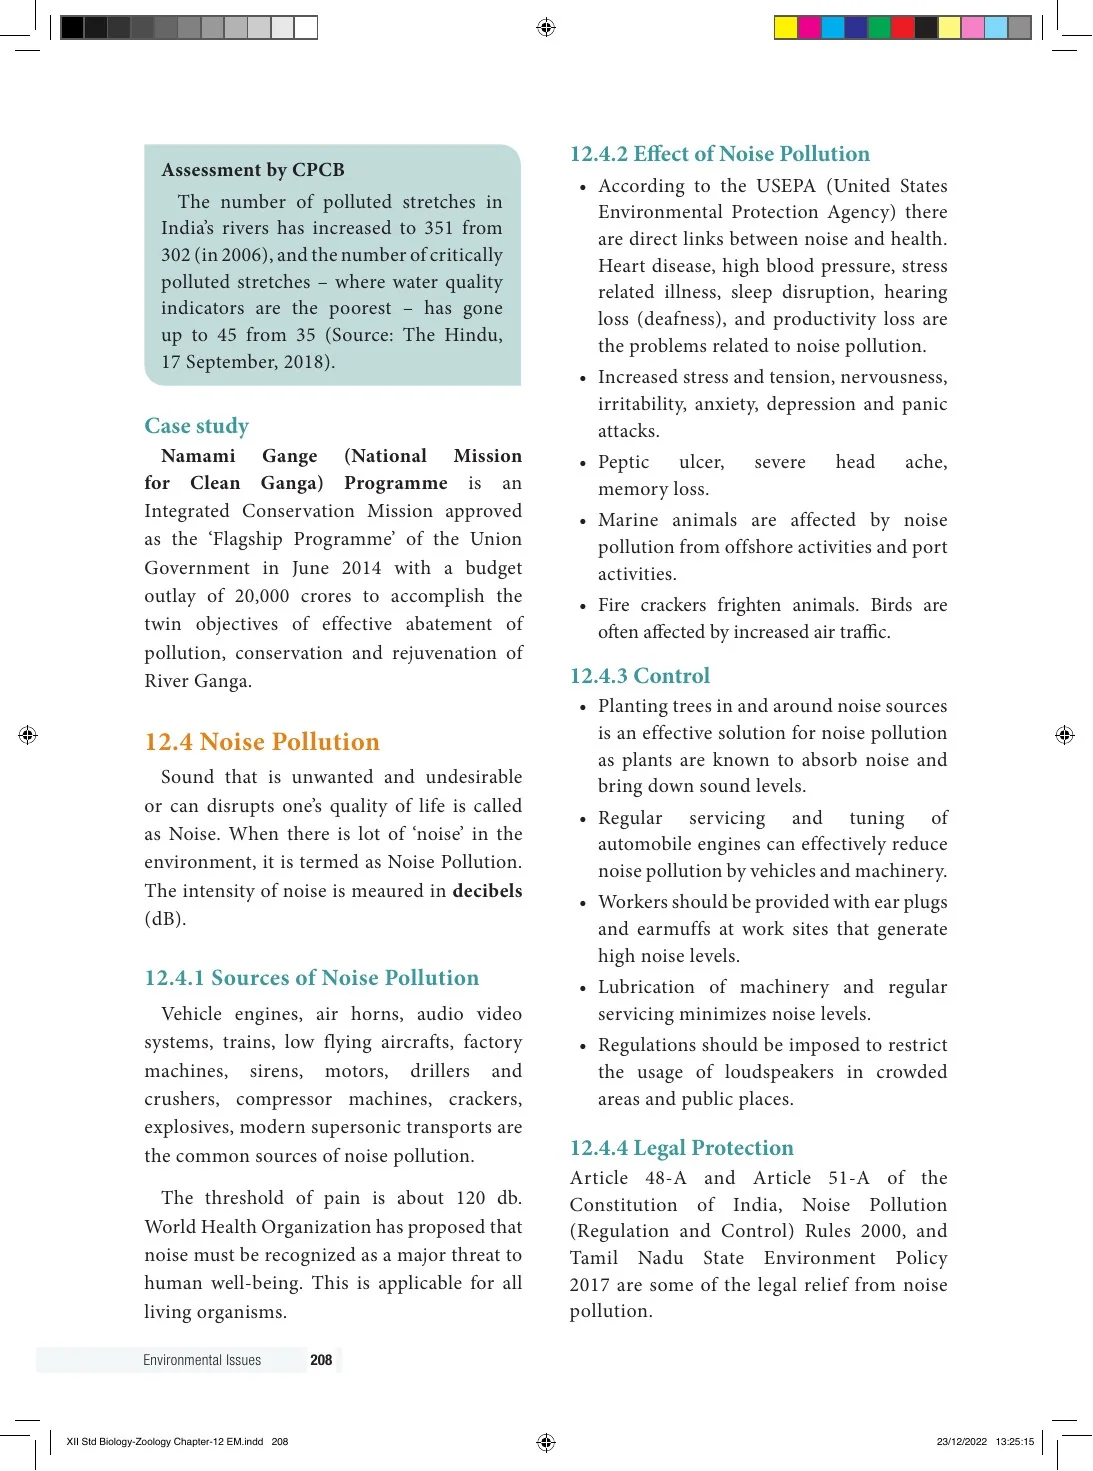 Assessment by CPCB
The number of polluted stretches in
India’s rivers has increased to 351 from
302 (in 2006), and the number of critically
polluted stretches – where water quality
indicators are the poorest – has gone
up to 45 from 35 (Source: The Hindu,
17 September, 2018).
Case study
Namami Gange (National Mission
for Clean Ganga) Programme is an
Integrated Conservation Mission approved
as the ‘Flagship Programme’ of the Union
Government in June 2014 with a budget
outlay of 20,000 crores to accomplish the
twin objectives of effective abatement of
pollution, conservation and rejuvenation of
River Ganga.
12.4 Noise Pollution
Sound that is unwanted and undesirable
or can disrupts one’s quality of life is called
as Noise. When there is lot of ‘noise’ in the
environment, it is termed as Noise Pollution.
The intensity of noise is meaured in decibels
(dB).
12.4.1 Sources of Noise Pollution
Vehicle engines, air horns, audio video
systems, trains, low flying aircrafts, factory
machines, sirens, motors, drillers and
crushers, compressor machines, crackers,
explosives, modern supersonic transports are
the common sources of noise pollution.
The threshold of pain is about 120 db.
World Health Organization has proposed that
noise must be recognized as a major threat to
human well-being. This is applicable for all
living organisms.
12.4.2 Effect of Noise Pollution
• According to the USEPA (United States
Environmental Protection Agency) there
are direct links between noise and health.
Heart disease, high blood pressure, stress
related illness, sleep disruption, hearing
loss (deafness), and productivity loss are
the problems related to noise pollution.
• Increased stress and tension, nervousness,
irritability, anxiety, depression and panic
attacks.
• Peptic ulcer, severe head ache,
memory loss.
• Marine animals are affected by noise
pollution from offshore activities and port
activities.
• Fire crackers frighten animals. Birds are
often affected by increased air traffic.
12.4.3 Control
• Planting trees in and around noise sources
is an effective solution for noise pollution
as plants are known to absorb noise and
bring down sound levels.
• Regular servicing and tuning of
automobile engines can effectively reduce
noise pollution by vehicles and machinery.
• Workers should be provided with ear plugs
and earmuffs at work sites that generate
high noise levels.
• Lubrication of machinery and regular
servicing minimizes noise levels.
• Regulations should be imposed to restrict
the usage of loudspeakers in crowded
areas and public places.
12.4.4 Legal Protection
Article 48-A and Article 51-A of the
Constitution of India, Noise Pollution
(Regulation and Control) Rules 2000, and
Tamil Nadu State Environment Policy
2017 are some of the legal relief from noise
pollution.
Environmental Issues 208
XII Std Biology-Zoology Chapter-12 EM.indd 208
23/12/2022 13:25:15